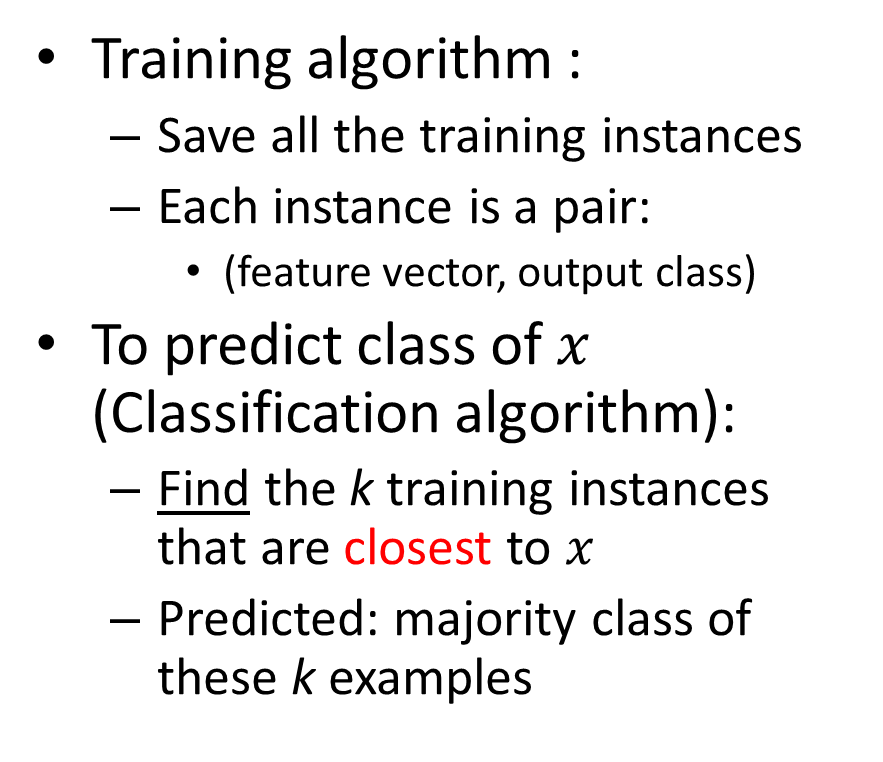 • Training algorithm :
– Save all the training instances
– Each instance is a pair:
• (feature vector, output class)
• To predict class of x
(Classification algorithm):
– Find the k training instances
that are closest to x
– Predicted: majority class of
these k examples